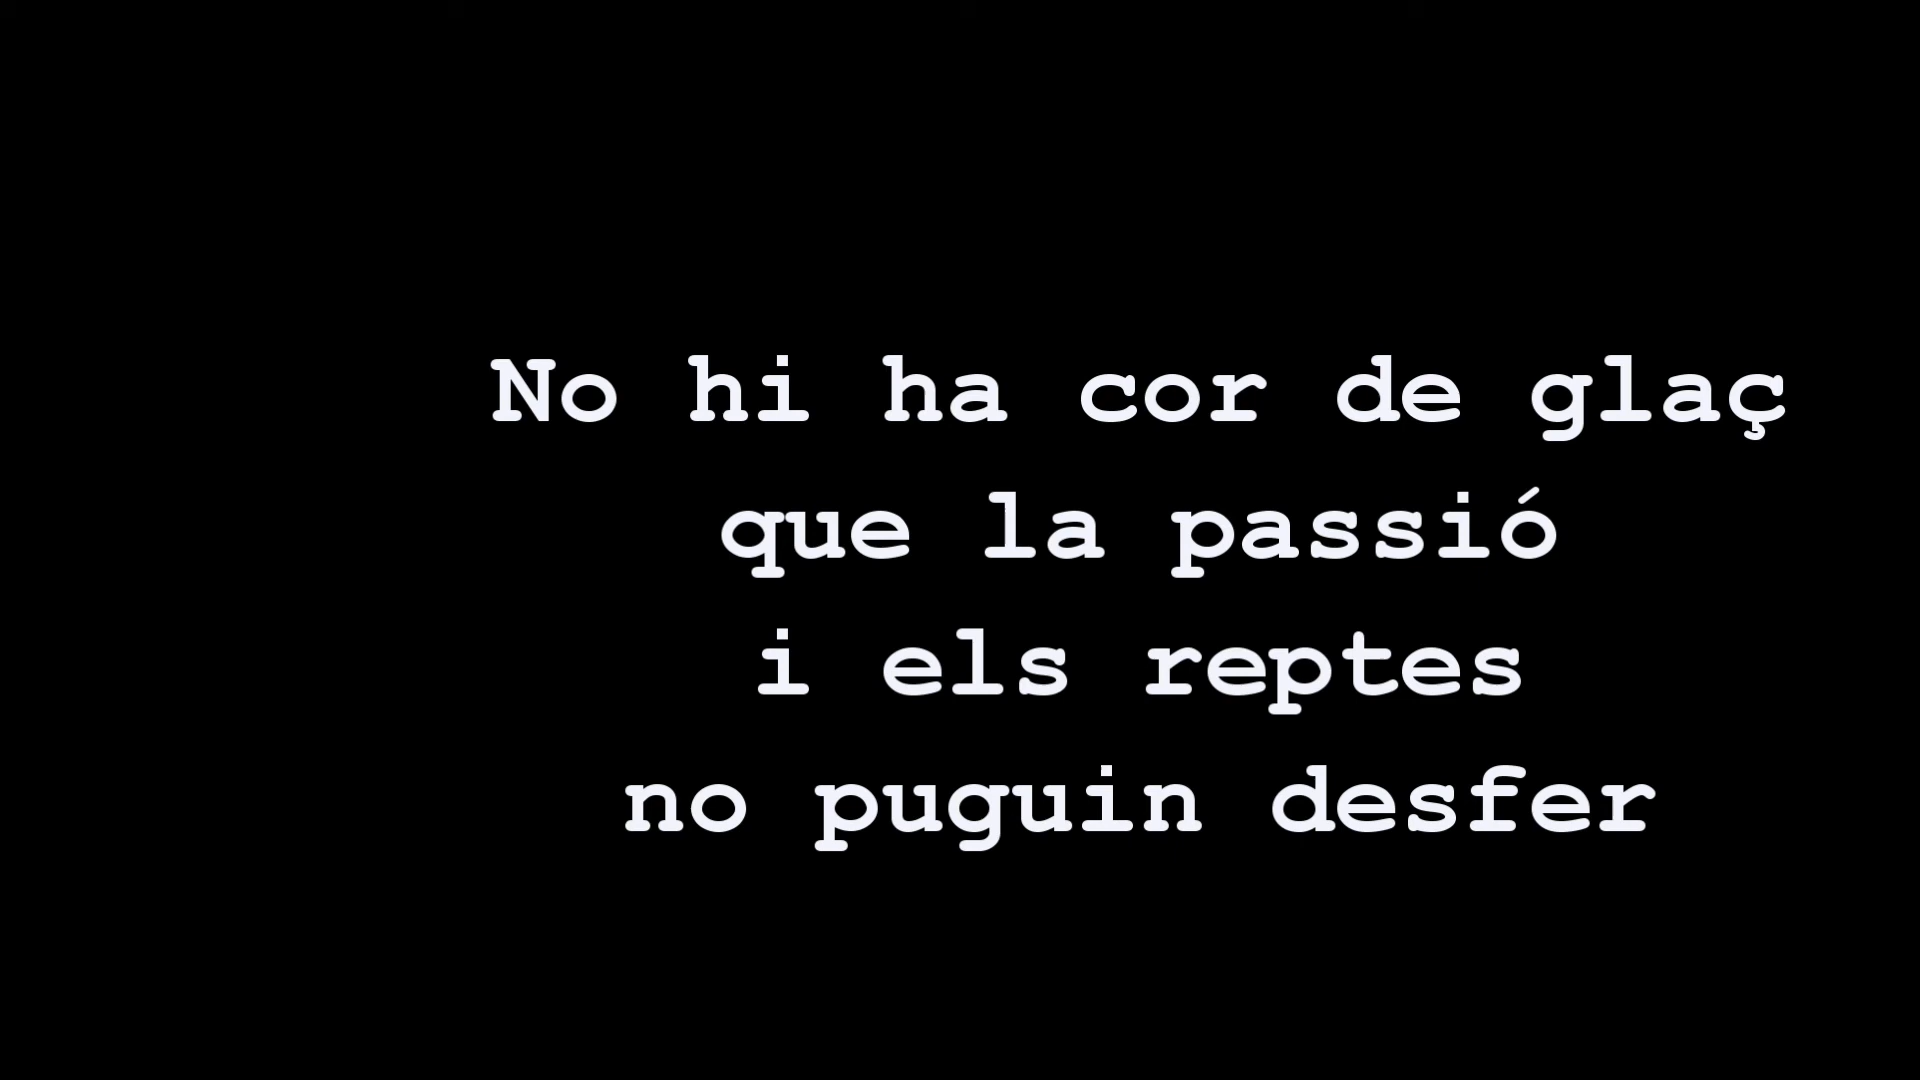 No hi ha cor de glaç
que la passió
i els reptes
no puguin desfer